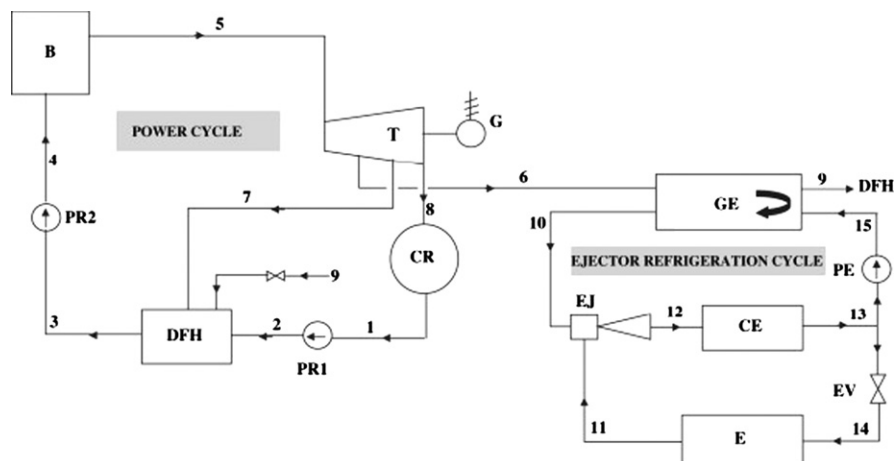 5
B
POWER CYCLE
T
G
4
6
9
DFH
7
8
GE
10
15
PR2
CR
EJECTOR REFRIGERATION CYCLE
9
PE
EJ
12
13
CE
3
DFH
2
1
PR1
EV
11
E
14